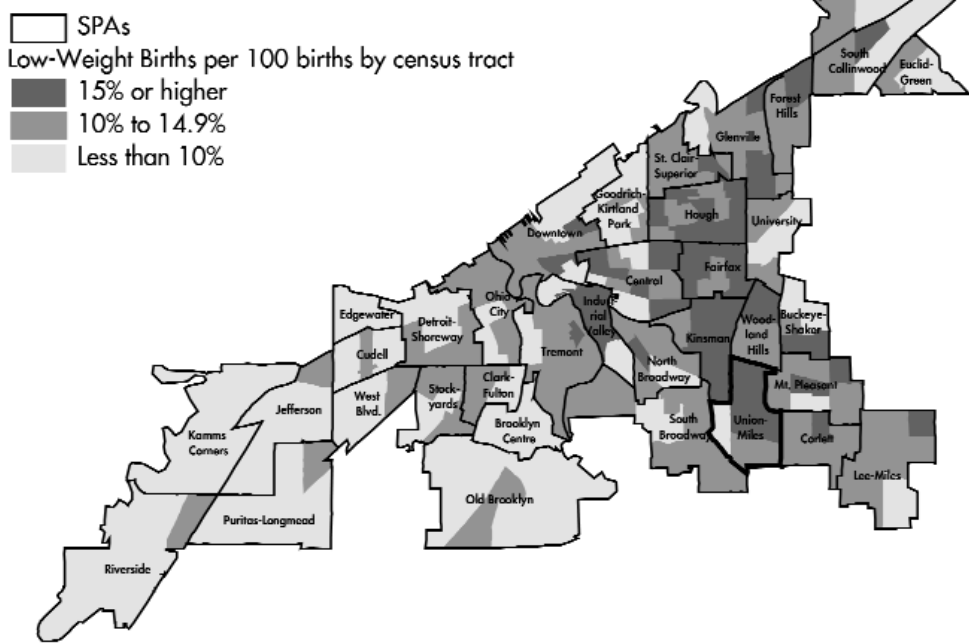 SPAs
Low-Weight Births per 100 births by census tract
15% or higher
10% to 14.9%
Less than 10%
South
Collinwood
Euclid-
Green
Forest
Hills
Glenville
St. Clair-
Superior
Goodrich-
Kirtland
Park
Hough
University
Downtown
Fairfax
Central
Ohio
City
Indust-
rial
Valley
Edgewater
Detroit-
Shoreway
Kinsman
Wood-
land
Hills
Buckeye-
Shaker
Cudell
Tremont
North
Broadway
Mt. Pleasant
Clark-
Fulton
Stock-
yards
West
Blvd.
Jefferson
Brooklyn
Centre
South
Broadway
Union-
Miles
Corlett
Kamms
Corners
Lee-Miles
Old Brooklyn
Puritas-Longmead
Riverside